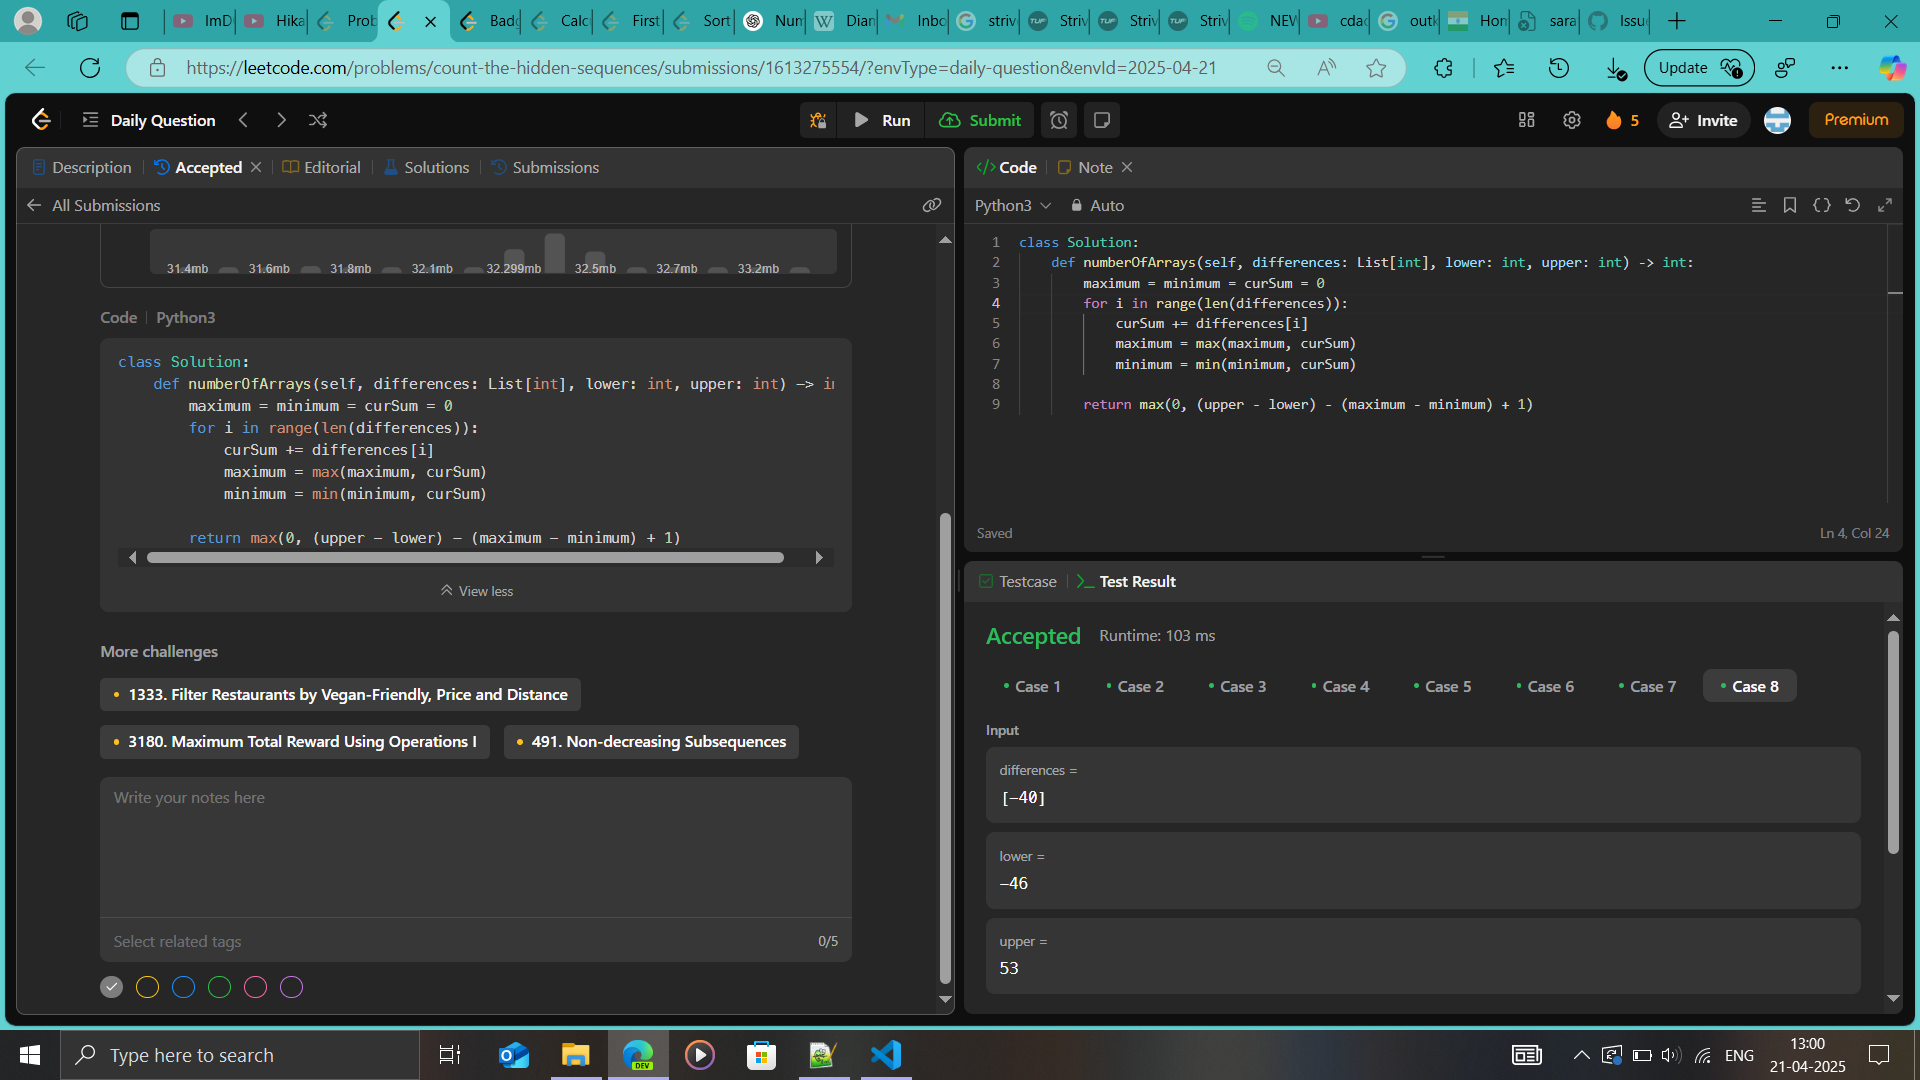 ImD
Hika
Prob
Badg
Calcu
First
Sort
Num
Dian
Inbo
strive
Striv
Striv
Striv
NEW
cdac
outl
Hom
sara
Issue
https://leetcode.com/problems/count-the-hidden-sequences/submissions/1613275554/?envType=daily-question&envId=2025-04-21
Update
Daily Question
Run
Submit
5
Invite
Premium
Description
Accepted
Editorial
Solutions
Submissions
All Submissions
31.4mb 31.6mb 31.8mb 32.1mb 32.299mb 32.5mb 32.7mb 33.2mb
Code | Python3
class Solution:
def numberOfArrays(self, differences: List[int], lower: int, upper: int) -> in
maximum = minimum = curSum = 0
for i in range(len(differences)):
curSum += differences[i]
maximum = max(maximum, curSum)
minimum = min(minimum, curSum)
return max(0, (upper - lower) - (maximum - minimum) + 1)
View less
More challenges
1333. Filter Restaurants by Vegan-Friendly, Price and Distance
3180. Maximum Total Reward Using Operations I
491. Non-decreasing Subsequences
Write your notes here
Select related tags
0/5
Code
Note
Python3
Auto
1 class Solution:
2 def numberOfArrays(self, differences: List[int], lower: int, upper: int) -> int:
3 maximum = minimum = curSum = 0
4 for i in range(len(differences)):
5 curSum += differences[i]
6 maximum = max(maximum, curSum)
7 minimum = min(minimum, curSum)
8
9 return max(0, (upper - lower) - (maximum - minimum) + 1)
Saved
Ln 4, Col 24
Testcase
Test Result
Accepted
Runtime: 103 ms
Case 1
Case 2
Case 3
Case 4
Case 5
Case 6
Case 7
Case 8
Input
differences =
[-40]
lower =
-46
upper =
53
Type here to search
DEV
ENG
13:00
21-04-2025